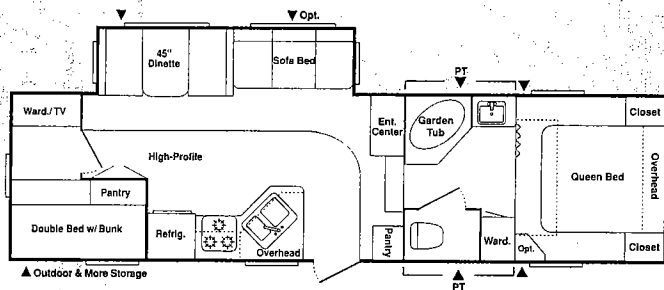 ▼
▼ Opt.
45"
Dinette
Sofa Bed
PT
▼
▼
Ward./ TV
Ent.
Center
Garden
Tub
Closet
High-Profile
Queen Bed
Overhead
Pantry
Double Bed w/ Bunk
Refrig.
Overhead
Pantry
Ward.
Opt.
Closet
▲ Outdoor & More Storage
▲
PT
▲